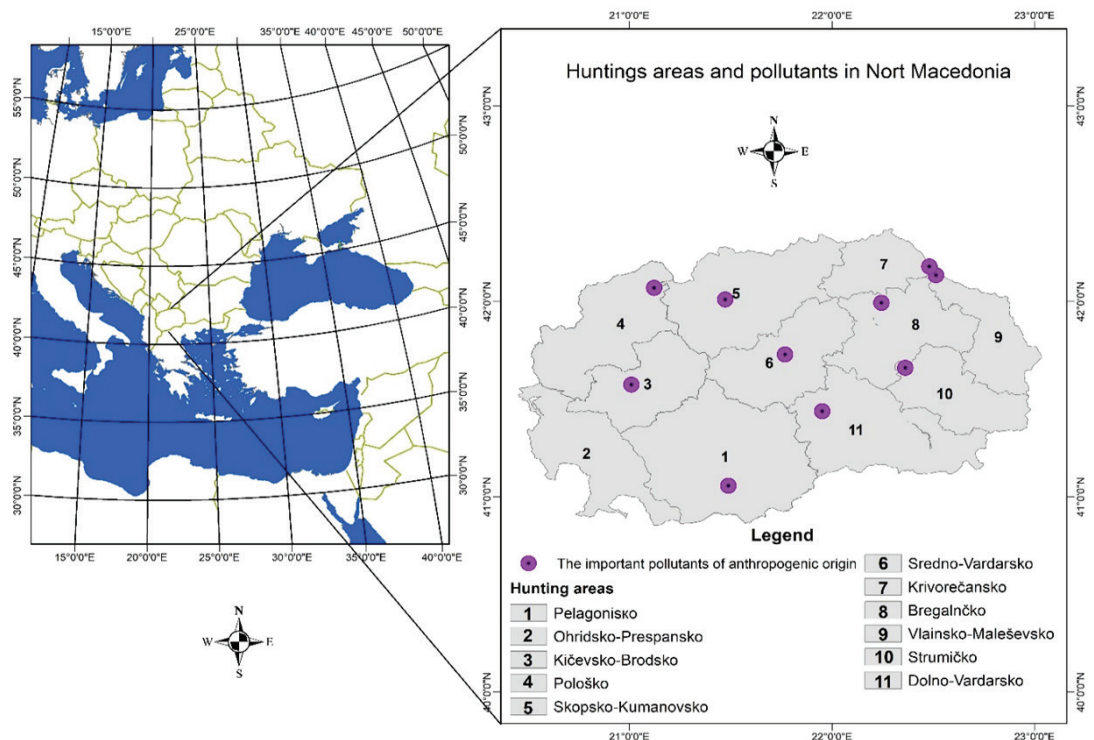 15°0'0"E 20°0'0"E 25°0'0"E 35°0'0"E 40°0'0"E 45°0'0"E 50°0'0"E
55°0'0"N
50°0'0"N
45°0'0"N
40°0'0"N
35°0'0"N
30°0'0"N
50°0'0"N
45°0'0"N
40°0'0"N
35°0'0"N
30°0'0"N
15°0'0"E 20°0'0"E 25°0'0"E 30°0'0"E 35°0'0"E 40°0'0"E
N
W E
S
21°0'0"E 22°0'0"E 23°0'0"E
Huntings areas and pollutants in Nort Macedonia
N
W E
S
43°0'0"N
42°0'0"N
41°0'0"N
40°0'0"N
43°0'0"N
42°0'0"N
41°0'0"N
40°0'0"N
7
5
4
8
9
6
3
10
11
2
1
Legend
The important pollutants of anthropogenic origin
Hunting areas
1 Pelagonisко
2 Ohridsko-Prespansko
3 Kičevsko-Brodsko
4 Pološko
5 Skopsko-Kumanovsko
6 Sredno-Vardarsko
7 Krivorečansko
8 Bregalnčko
9 Vlainsko-Maleševsko
10 Strumičko
11 Dolno-Vardarsko
21°0'0"E 22°0'0"E 23°0'0"E